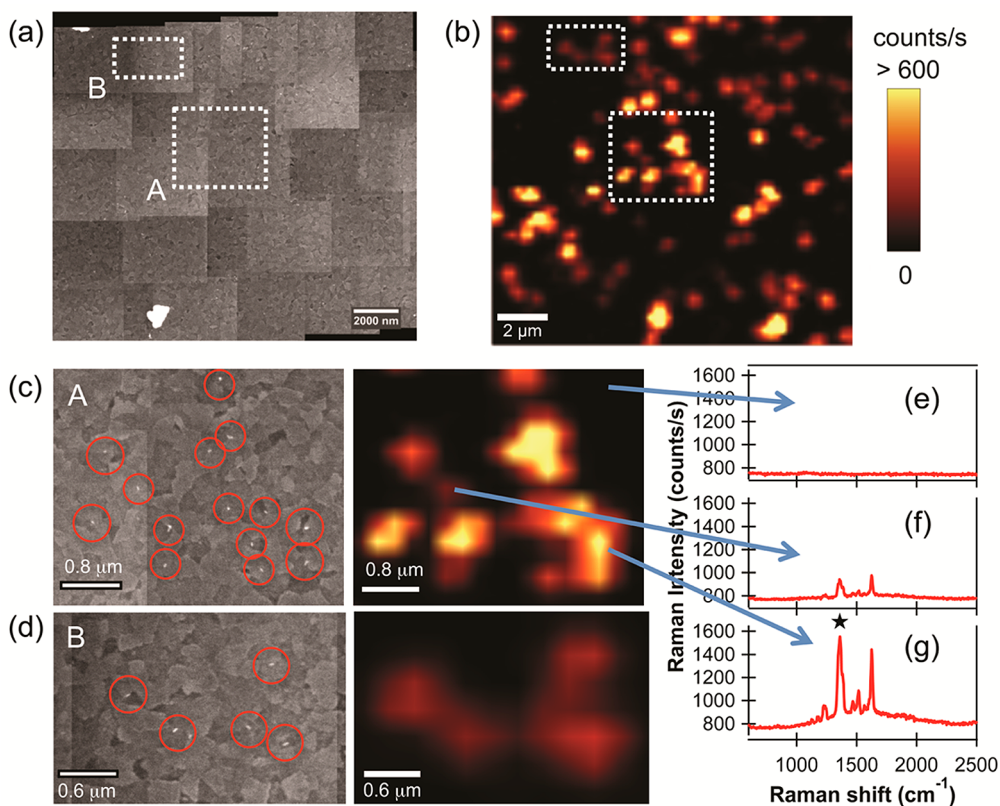 (a)
B
A
2000 nm
(b)
2 µm
counts/s
> 600
0
(c)
A
0.8 µm
0.8 µm
(d)
B
0.6 µm
0.6 µm
Raman Intensity (counts/s)
1600
1400
1200
1000
800
(e)
1600
1400
1200
1000
800
(f)
★
1600
1400
1200
1000
800
(g)
1000 1500 2000 2500
Raman shift (cm⁻¹)